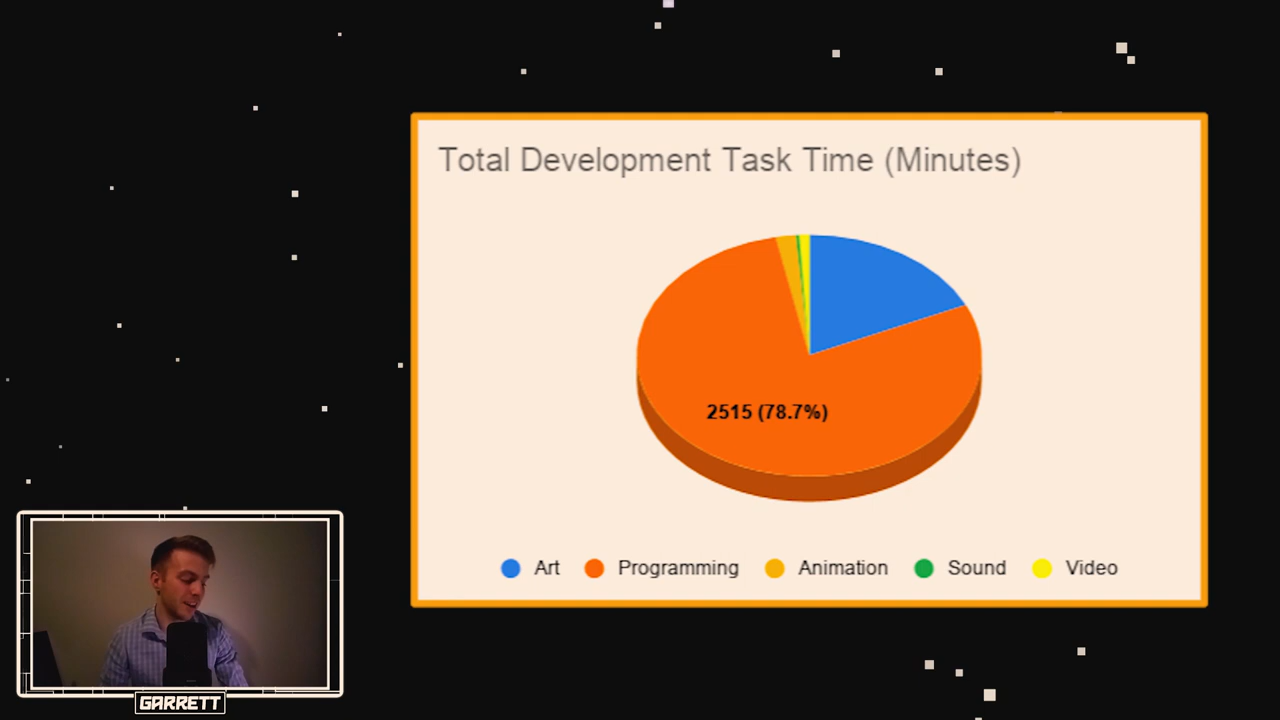 Total Development Task Time (Minutes)
2515 (78.7%)
Art Programming Animation Sound Video
GARRETT